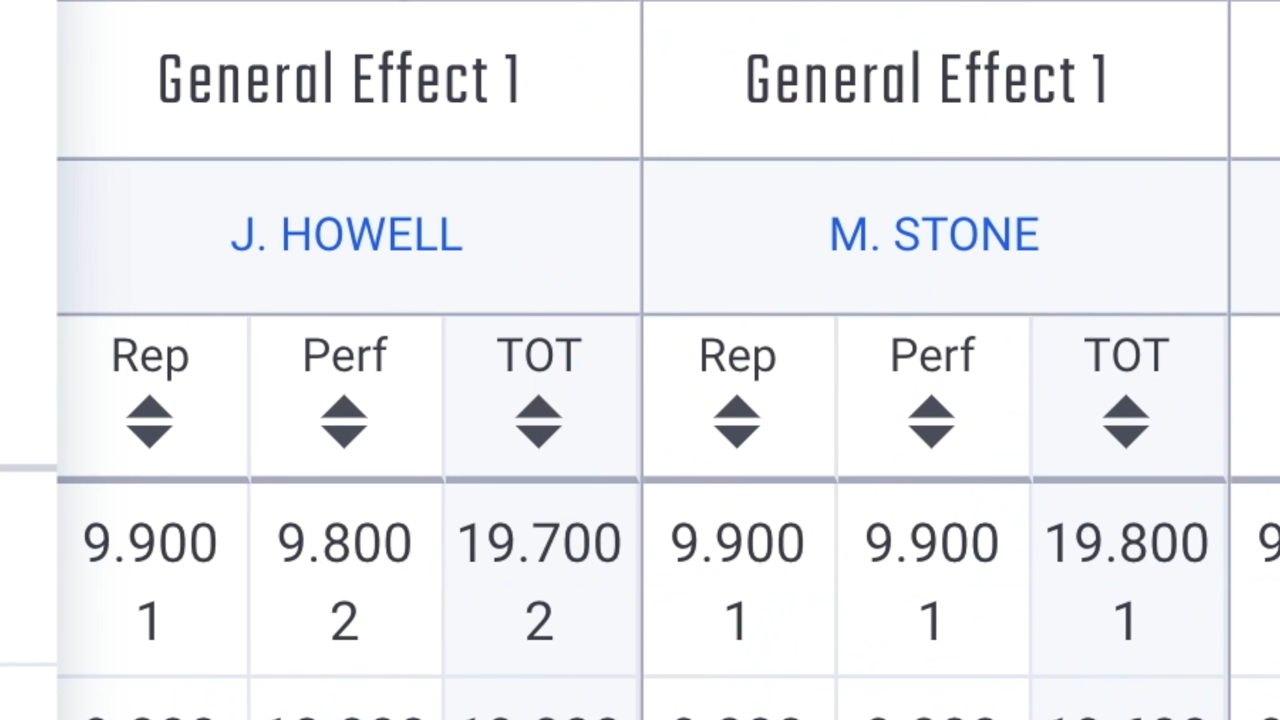 General Effect 1 General Effect 1
J. HOWELL M. STONE
Rep Perf TOT Rep Perf TOT
9.900 9.800 19.700 9.900 9.900 19.800
1 2 2 1 1 1